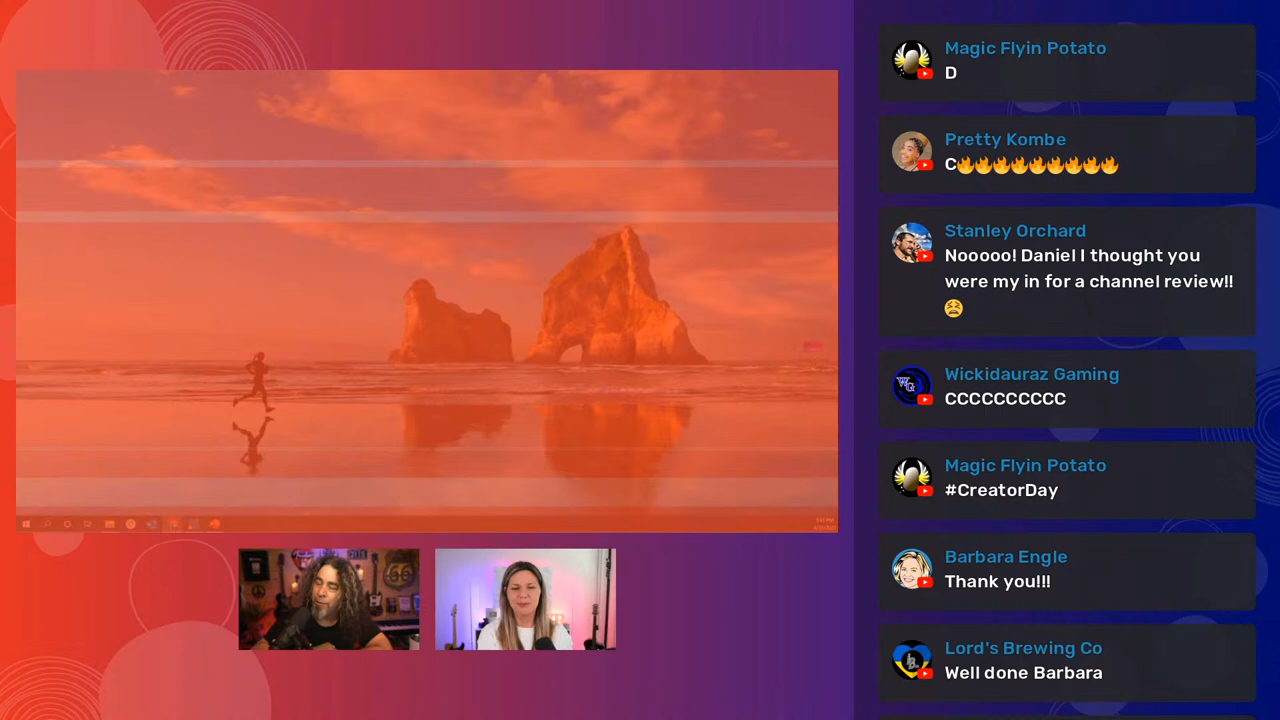 Magic Flyin Potato
D
Pretty Kombe
C🔥🔥🔥🔥🔥🔥🔥🔥🔥
Stanley Orchard
Nooooo! Daniel I thought you
were my in for a channel review!!
😫
Wickidauraz Gaming
CCCCCCCCCC
Magic Flyin Potato
#CreatorDay
Barbara Engle
Thank you!!!
Lord's Brewing Co
Well done Barbara
66